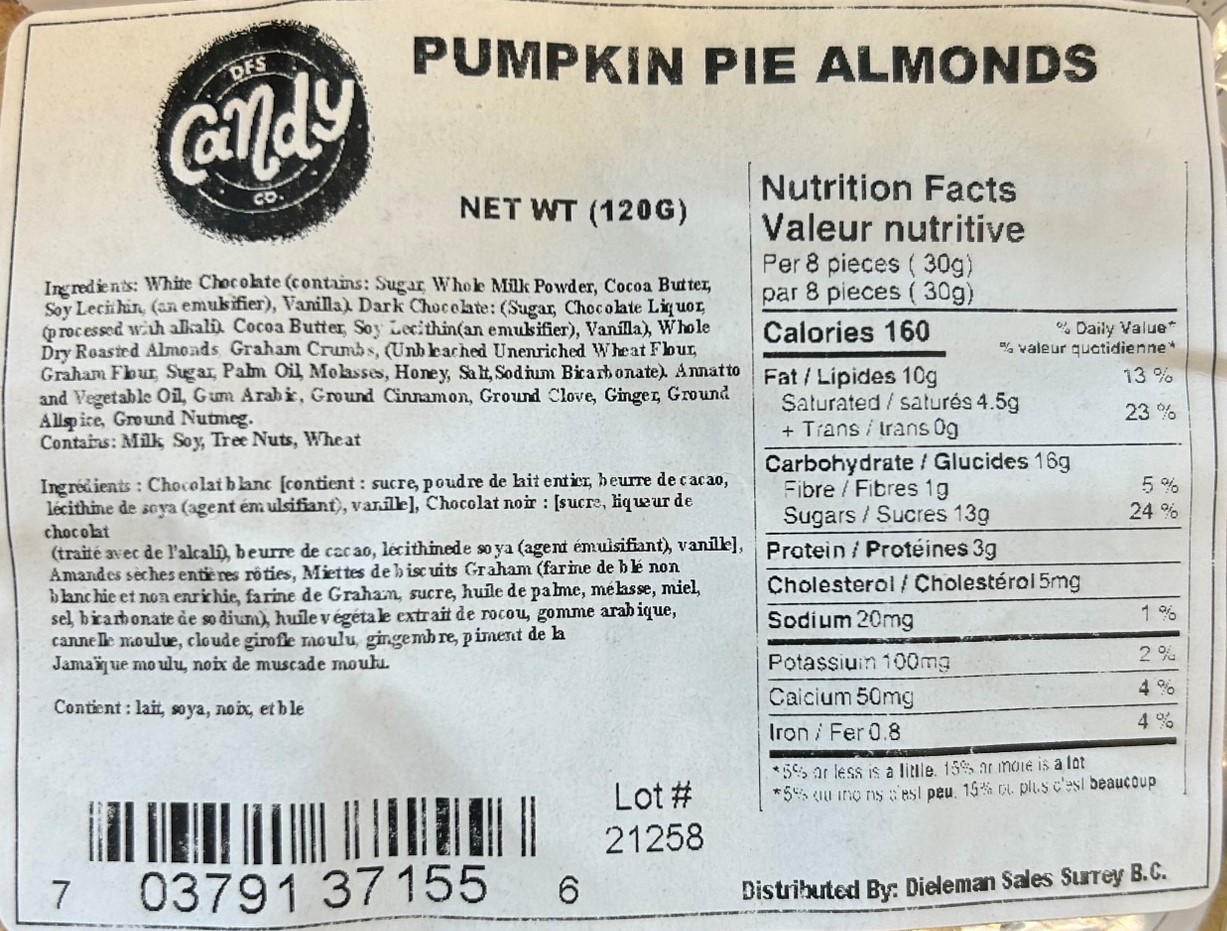 DFS
Candy
CO.
PUMPKIN PIE ALMONDS
NET WT (120G)
Ingredients: White Chocolate (contains: Sugar, Whole Milk Powder, Cocoa Butter,
Soy Lecithin, (an emulsifier), Vanilla). Dark Chocolate: (Sugar, Chocolate Liquor,
(processed with alkali). Cocoa Butter, Soy Lecithin(an emulsifier), Vanilla), Whole
Dry Roasted Almonds, Graham Crumbs, (Unbleached Unenriched Wheat Flour,
Graham Flour, Sugar, Palm Oil, Molasses, Honey, Salt, Sodium Bicarbonate). Annatto
and Vegetable Oil, Gum Arabic, Ground Cinnamon, Ground Clove, Ginger, Ground
Allspice, Ground Nutmeg.
Contains: Milk, Soy, Tree Nuts, Wheat
Ingrédients : Chocolat blanc [contient : sucre, poudre de lait entier, beurre de cacao,
lécithine de soya (agent émulsifiant), vanille], Chocolat noir : [sucre, liqueur de
chocolat
(traité avec de l'alcali), beurre de cacao, lécithinede soya (agent émulsifiant), vanille],
Amandes sèches entières rôties, Miettes de biscuits Graham (farine de blé non
blanchie et non enrichie, farine de Graham, sucre, huile de palme, mélasse, miel,
sel, bicarbonate de sodium), huile végétale extrait de rocou, gomme arabique,
cannelle moulue, cloude girofle moulu, gingembre, piment de la
Jamaïque moulu, noix de muscade moulu.
Contient : lait, soya, noix, et blé
7 03791 37155 6
Lot #
21258
Nutrition Facts
Valeur nutritive
Per 8 pieces ( 30g)
par 8 pieces ( 30g)
Calories 160
% Daily Value*
% valeur quotidienne*
Fat / Lipides 10g 13 %
Saturated / saturés 4.5g
+ Trans / trans 0g 23 %
Carbohydrate / Glucides 16g
Fibre / Fibres 1g 5 %
Sugars / Sucres 13g 24 %
Protein / Protéines 3g
Cholesterol / Cholestérol 5mg
Sodium 20mg 1 %
Potassium 100mg 2 %
Calcium 50mg 4 %
Iron / Fer 0.8 4 %
*5% or less is a little. 15% or more is a lot
*5% ou moins c'est peu. 15% ou plus c'est beaucoup
Distributed By: Dieleman Sales Surrey B.C.